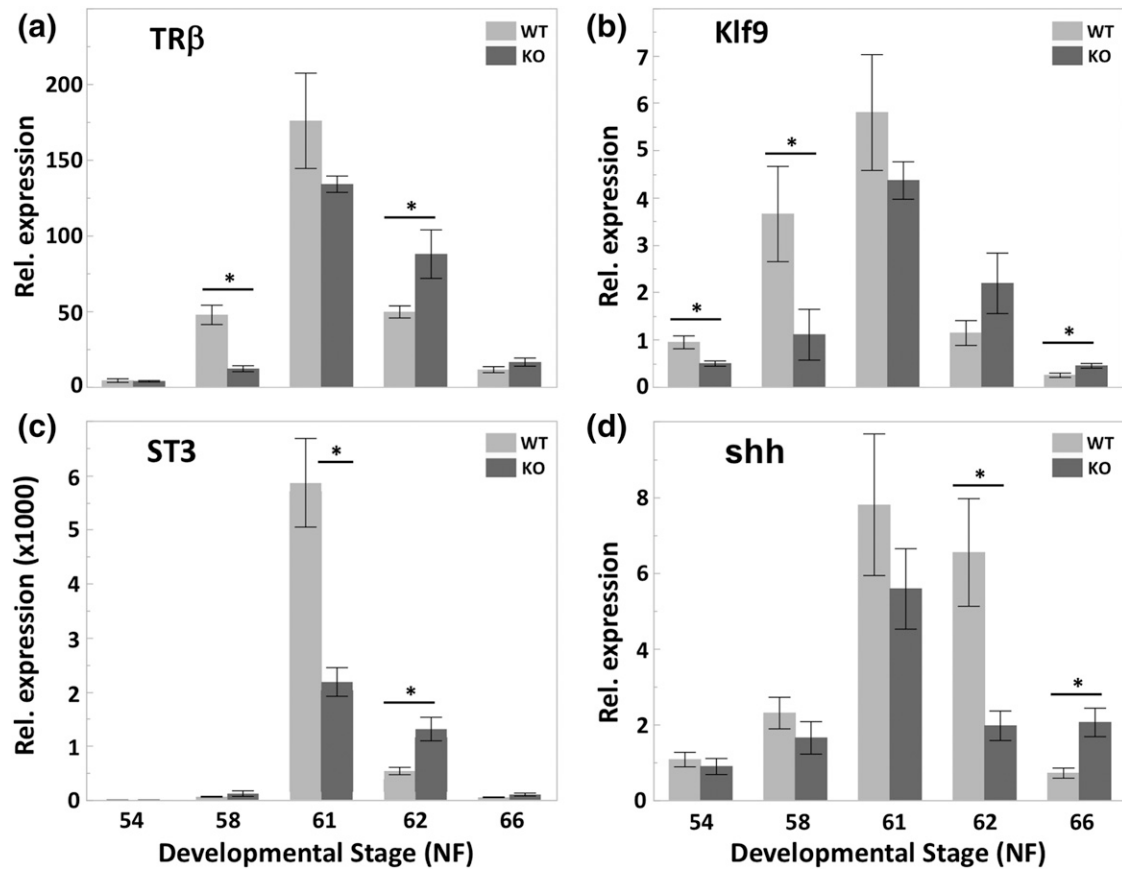 (a)
TRβ
WT
KO
Rel. expression
200
150
100
50
0
*
*
(b)
Klf9
WT
KO
Rel. expression
7
6
5
4
3
2
1
0
*
*
*
(c)
ST3
WT
KO
Rel. expression (x1000)
6
5
4
3
2
1
0
*
*
54 58 61 62 66
Developmental Stage (NF)
(d)
shh
WT
KO
Rel. expression
8
6
4
2
0
*
*
54 58 61 62 66
Developmental Stage (NF)